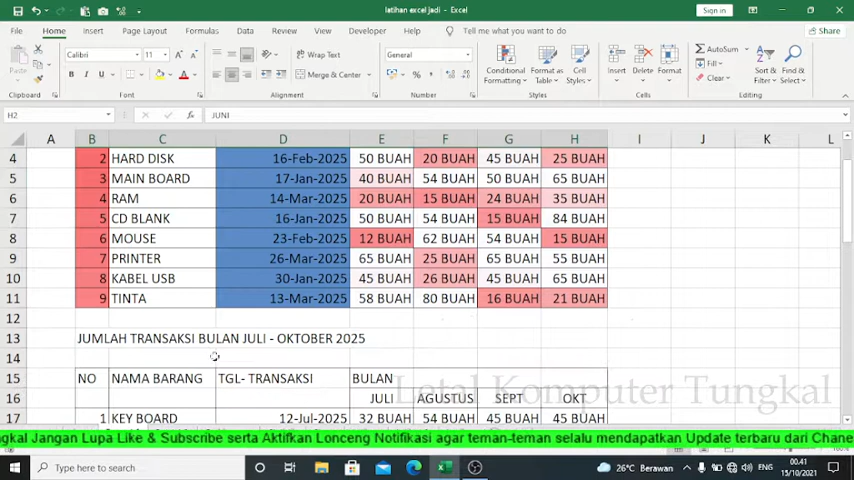 latihan excel jadi - Excel
Sign in
File Home Insert Page Layout Formulas Data Review View Help Tell me what you want to do Share
Calibri 11 Wrap Text General AutoSum
Paste Merge & Center Conditional Format as Cell Insert Delete Format Fill Sort & Find &
Formatting Table Styles Clear Filter Select
Clipboard Font Alignment Number Styles Cells Editing
H2 JUNI
A B C D E F G H I J K L
4 2 HARD DISK 16-Feb-2025 50 BUAH 20 BUAH 45 BUAH 25 BUAH
5 3 MAIN BOARD 17-Jan-2025 40 BUAH 54 BUAH 50 BUAH 65 BUAH
6 4 RAM 14-Mar-2025 20 BUAH 15 BUAH 24 BUAH 35 BUAH
7 5 CD BLANK 16-Jan-2025 50 BUAH 54 BUAH 15 BUAH 84 BUAH
8 6 MOUSE 23-Feb-2025 12 BUAH 62 BUAH 54 BUAH 15 BUAH
9 7 PRINTER 26-Mar-2025 65 BUAH 25 BUAH 65 BUAH 55 BUAH
10 8 KABEL USB 30-Jan-2025 45 BUAH 26 BUAH 45 BUAH 65 BUAH
11 9 TINTA 13-Mar-2025 58 BUAH 80 BUAH 16 BUAH 21 BUAH
12
13 JUMLAH TRANSAKSI BULAN JULI - OKTOBER 2025
14
15 NO NAMA BARANG TGL- TRANSAKSI BULAN
Letal Komputer Tungkal
16 JULI AGUSTUS SEPT OKT
17 1 KEY BOARD 12-Jul-2025 32 BUAH 54 BUAH 45 BUAH 45 BUAH
ngkal Jangan Lupa Like & Subscribe serta Aktifkan Lonceng Notifikasi agar teman-teman selalu mendapatkan Update terbaru dari Chane
Type here to search 26°C Berawan ENG 00.41
15/10/2021